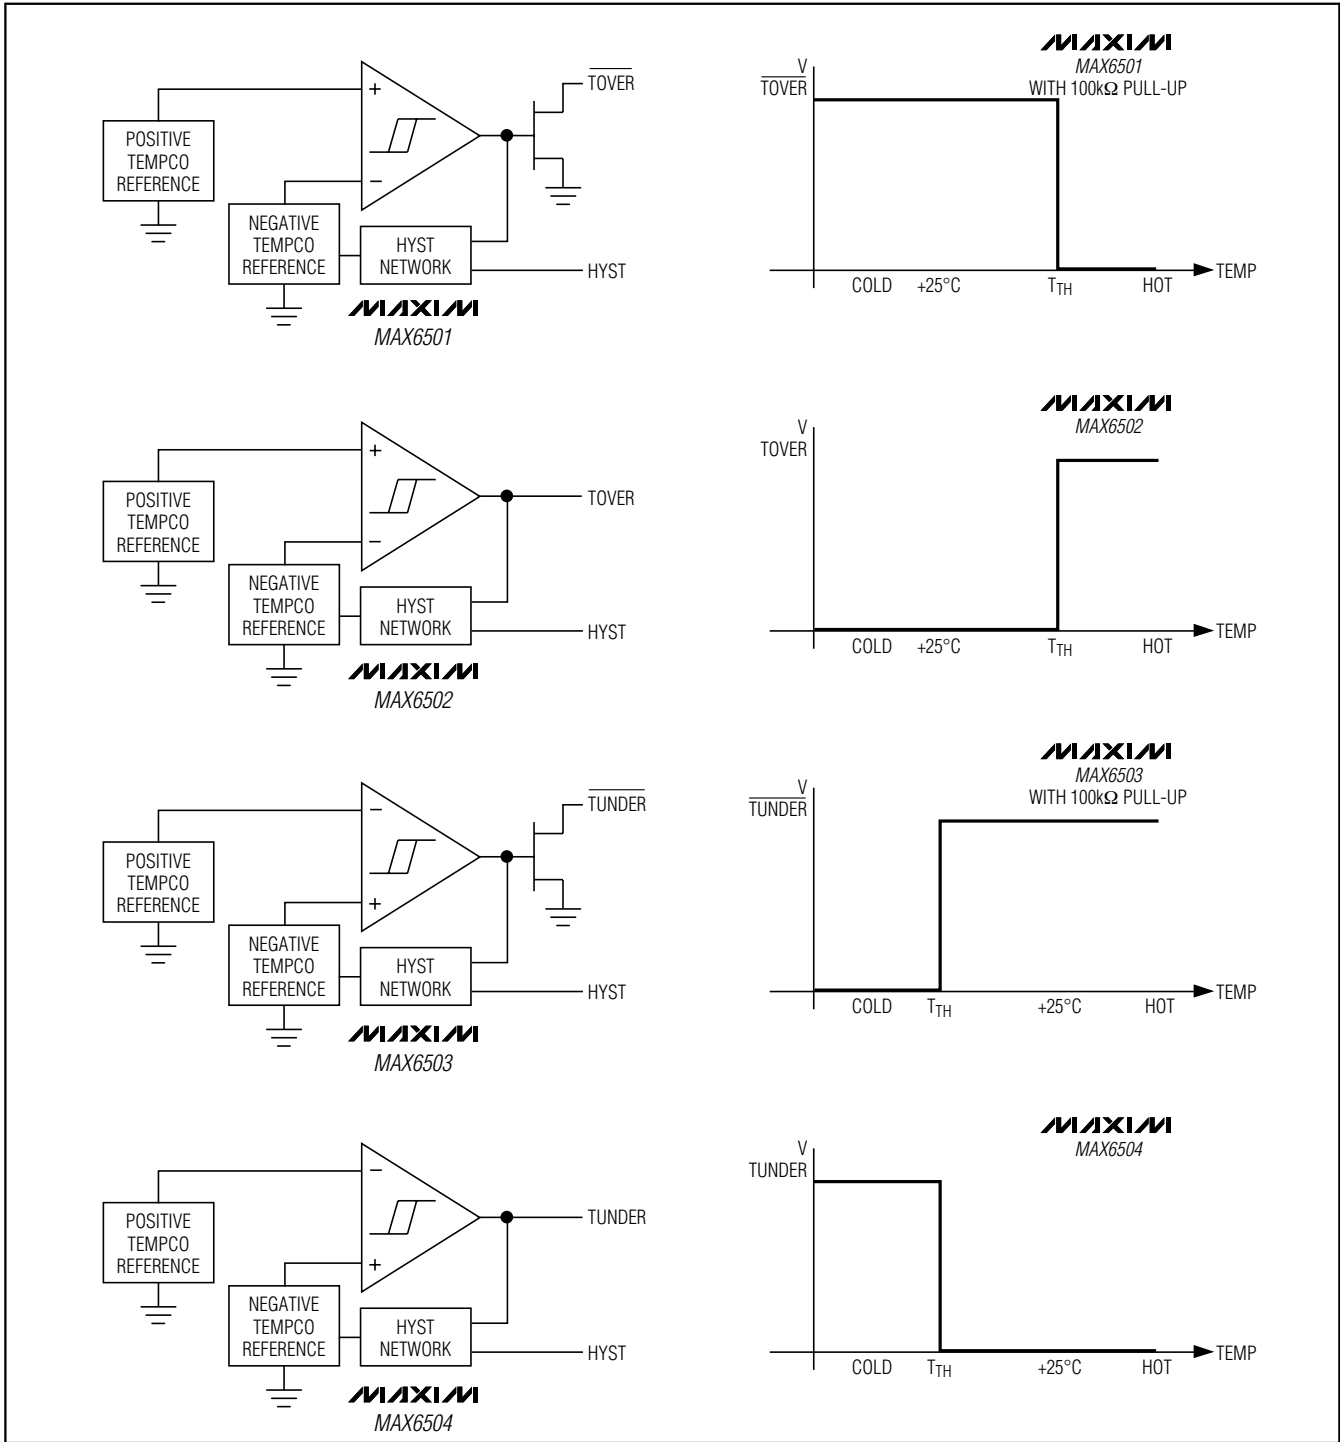 POSITIVE
TEMPCO
REFERENCE
+
−
NEGATIVE
TEMPCO
REFERENCE
HYST
NETWORK
TOVER
HYST
MAXIM
MAX6501
MAXIM
MAX6501
WITH 100kΩ PULL-UP
V
TOVER
COLD
+25°C
TTH
HOT
TEMP
POSITIVE
TEMPCO
REFERENCE
+
−
NEGATIVE
TEMPCO
REFERENCE
HYST
NETWORK
TOVER
HYST
MAXIM
MAX6502
MAXIM
MAX6502
V
TOVER
COLD
+25°C
TTH
HOT
TEMP
POSITIVE
TEMPCO
REFERENCE
−
+
NEGATIVE
TEMPCO
REFERENCE
HYST
NETWORK
TUNDER
HYST
MAXIM
MAX6503
MAXIM
MAX6503
WITH 100kΩ PULL-UP
V
TUNDER
COLD
TTH
+25°C
HOT
TEMP
POSITIVE
TEMPCO
REFERENCE
−
+
NEGATIVE
TEMPCO
REFERENCE
HYST
NETWORK
TUNDER
HYST
MAXIM
MAX6504
MAXIM
MAX6504
V
TUNDER
COLD
TTH
+25°C
HOT
TEMP